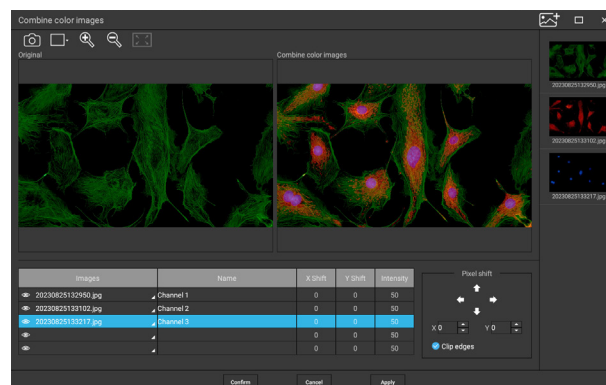 Combine color images
Original
Combine color images
20230825132950.jpg
20230825133102.jpg
20230825133217.jpg
Images Name X Shift Y Shift Intensity
20230825132950.jpg Channel 1 0 0 50
20230825133102.jpg Channel 2 0 0 50
20230825133217.jpg Channel 3 0 0 50
0 0 50
0 0 50
Pixel shift
X 0 Y 0
Clip edges
Confirm Cancel Apply